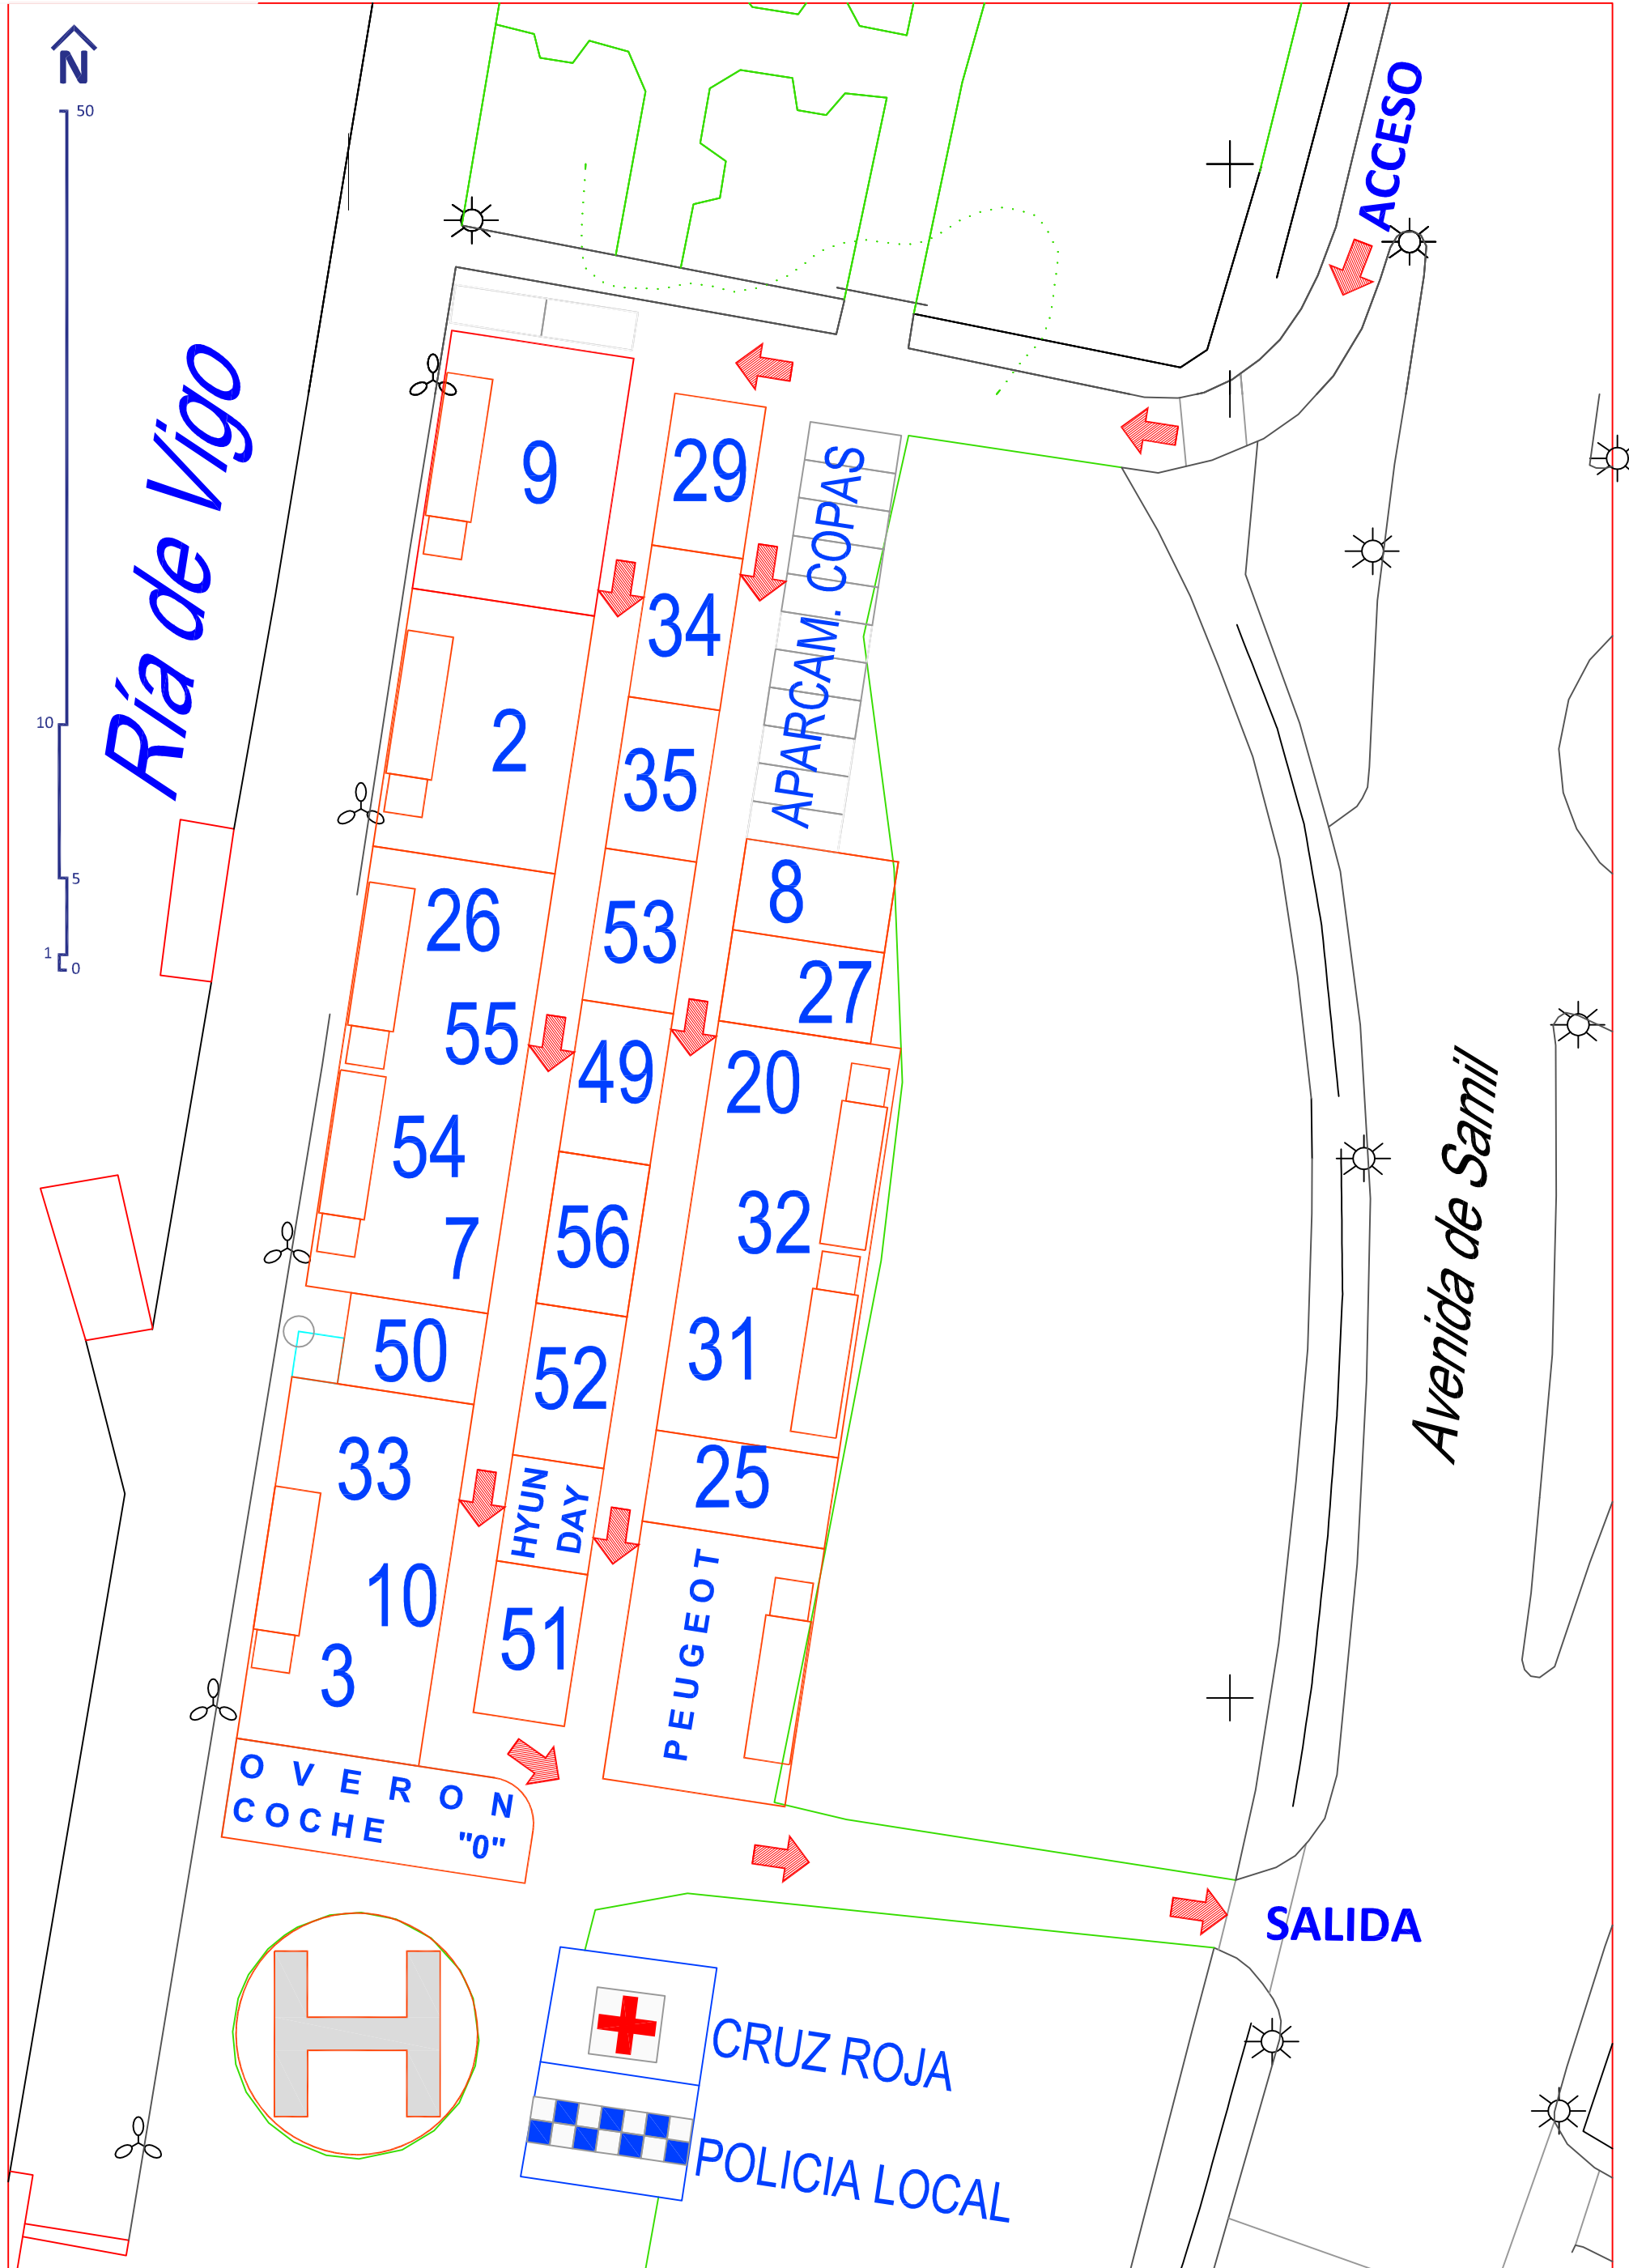 N
50
10
5
1
0
Ría de Vigo
ACCESO
9
29
APARCAM. COPAS
34
2
35
8
26
53
27
55
49
20
54
56
32
7
50
52
31
33
HYUN
DAY
25
10
51
PEUGEOT
3
OVERON
COCHE "0"
Avenida de Samil
SALIDA
H
CRUZ ROJA
POLICIA LOCAL